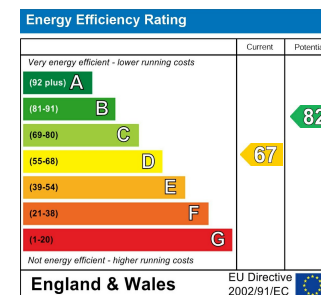 Energy Efficiency Rating
Current
Very energy efficient - lower running costs
(92 plus) A
(81-91) B
82
(69-80) C
(55-68) D
67
(39-54) E
(21-38) F
(1-20) G
Not energy efficient - higher running costs
England & Wales
EU Directive
2002/91/EC